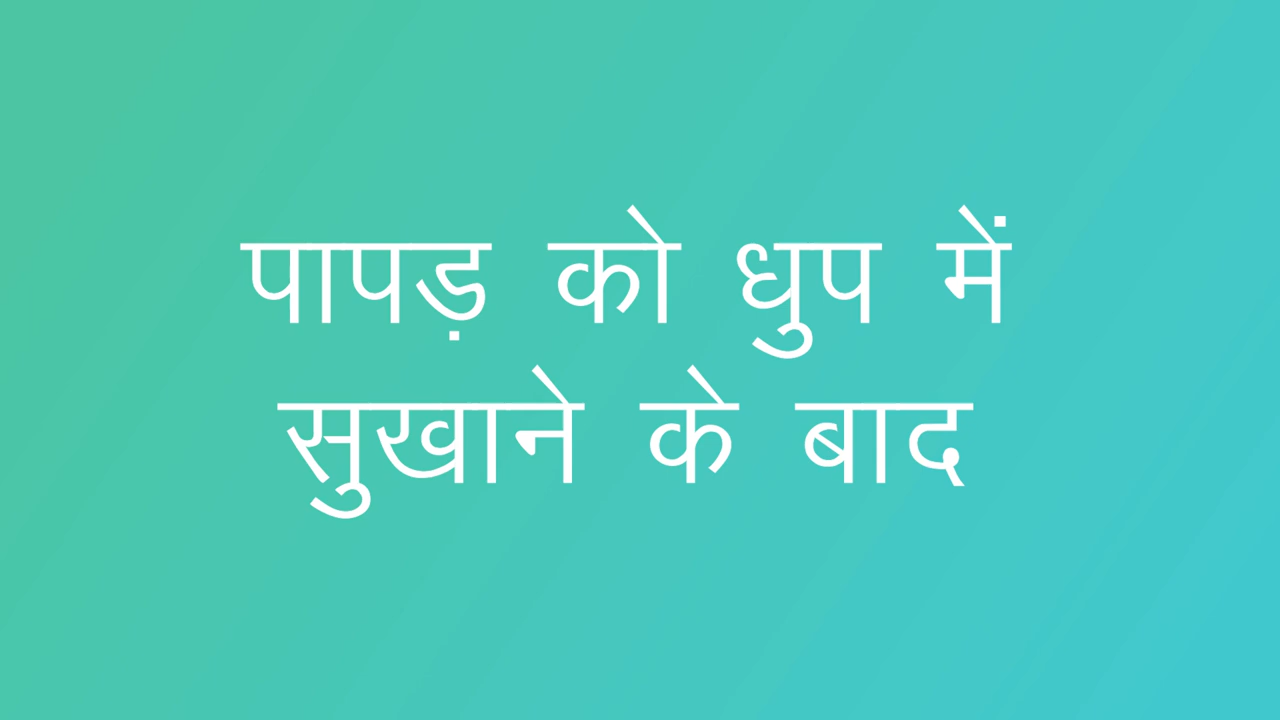 पापड़ को धुप में
सुखाने के बाद